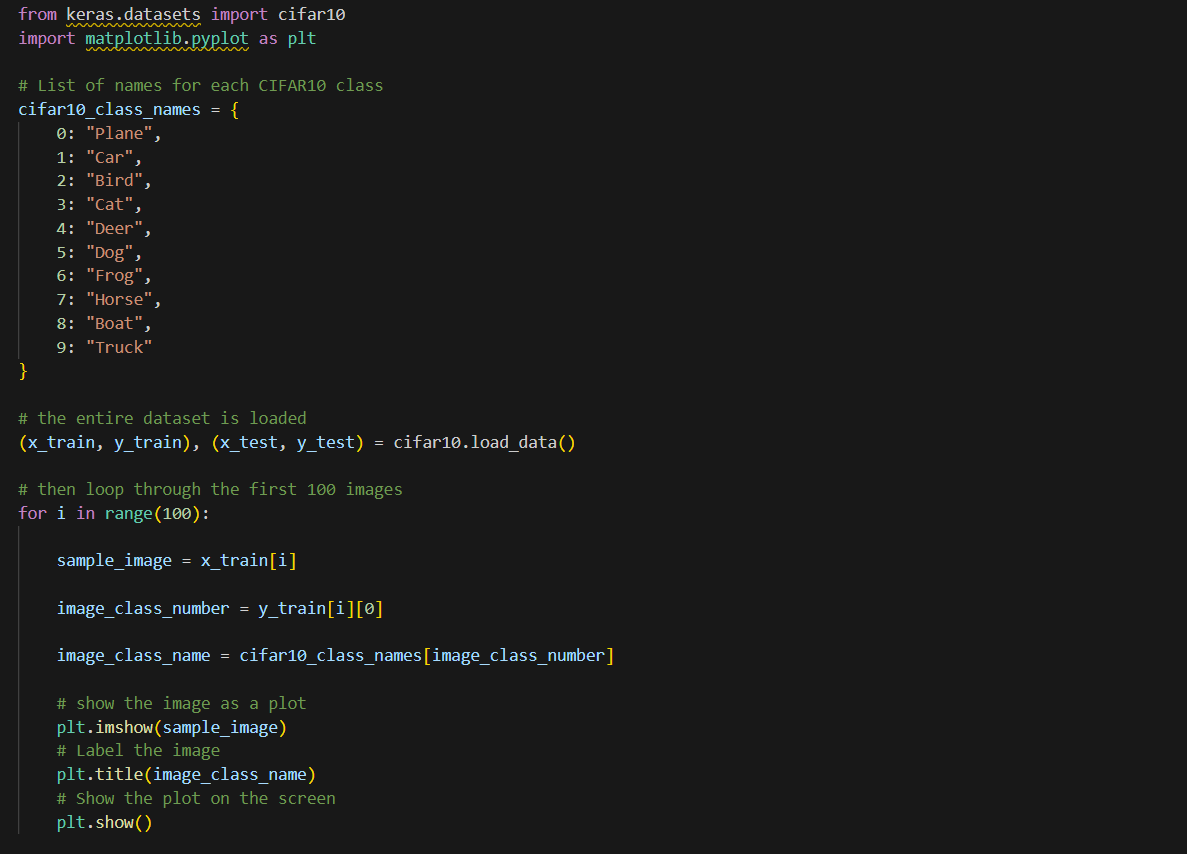 from keras.datasets import cifar10
import matplotlib.pyplot as plt

# List of names for each CIFAR10 class
cifar10_class_names = {
    0: "Plane",
    1: "Car",
    2: "Bird",
    3: "Cat",
    4: "Deer",
    5: "Dog",
    6: "Frog",
    7: "Horse",
    8: "Boat",
    9: "Truck"
}

# the entire dataset is loaded
(x_train, y_train), (x_test, y_test) = cifar10.load_data()

# then loop through the first 100 images
for i in range(100):

    sample_image = x_train[i]

    image_class_number = y_train[i][0]

    image_class_name = cifar10_class_names[image_class_number]

    # show the image as a plot
    plt.imshow(sample_image)
    # Label the image
    plt.title(image_class_name)
    # Show the plot on the screen
    plt.show()